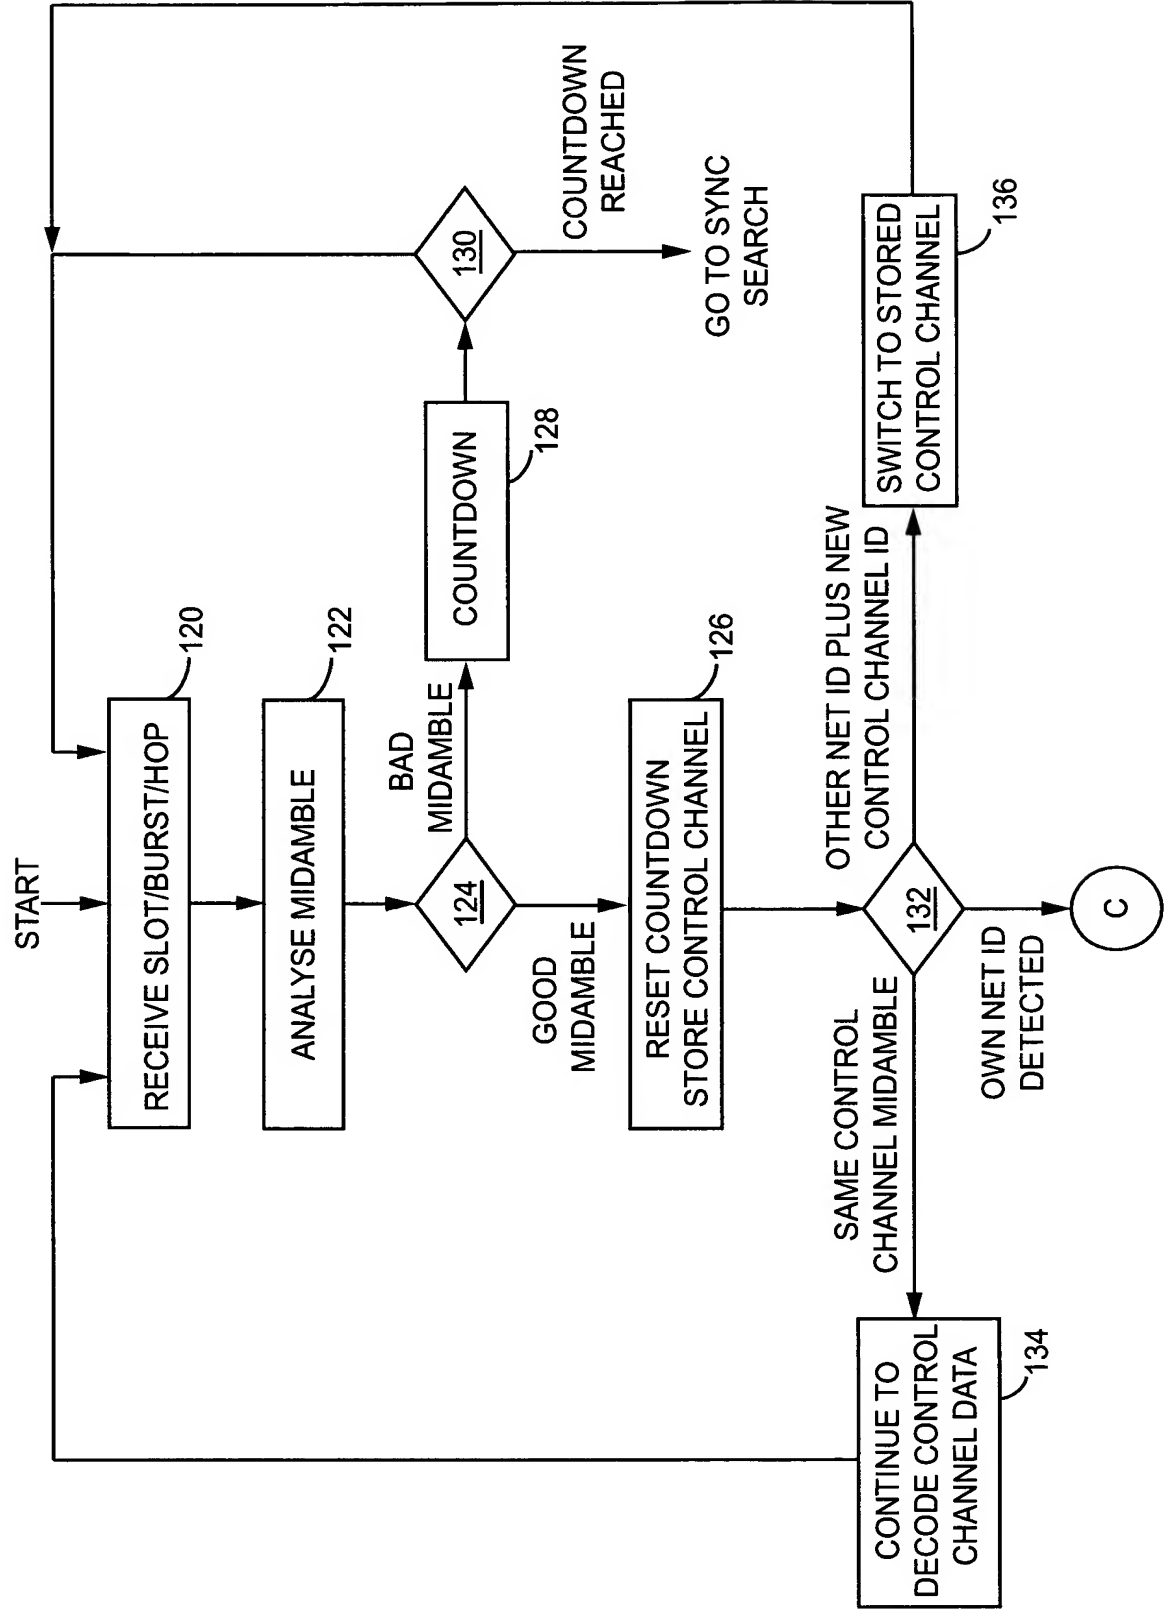 START
RECEIVE SLOT/BURST/HOP
120
ANALYSE MIDAMBLE
122
124
BAD
MIDAMBLE
COUNTDOWN
128
130
COUNTDOWN
REACHED
GO TO SYNC
SEARCH
GOOD
MIDAMBLE
RESET COUNTDOWN
STORE CONTROL CHANNEL
126
132
SAME CONTROL
CHANNEL MIDAMBLE
CONTINUE TO
DECODE CONTROL
CHANNEL DATA
134
OTHER NET ID PLUS NEW
CONTROL CHANNEL ID
SWITCH TO STORED
CONTROL CHANNEL
136
OWN NET ID
DETECTED
C